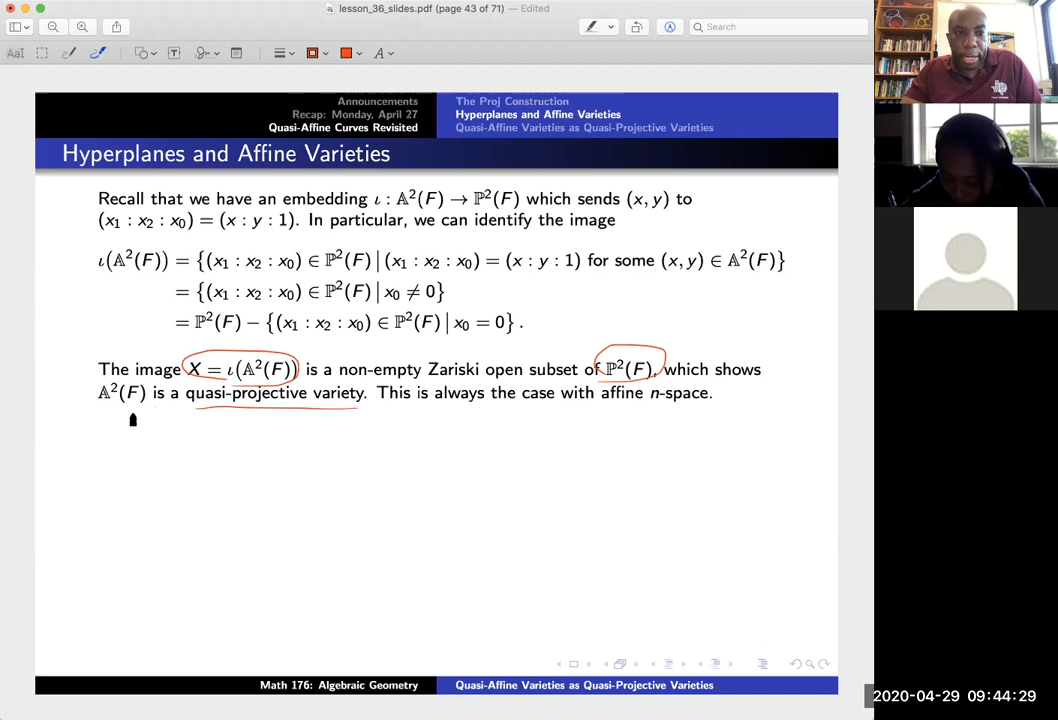 lesson_36_slides.pdf (page 43 of 71) — Edited
Search
Announcements
Recap: Monday, April 27
Quasi-Affine Curves Revisited
The Proj Construction
Hyperplanes and Affine Varieties
Quasi-Affine Varieties as Quasi-Projective Varieties
Hyperplanes and Affine Varieties
Recall that we have an embedding ι : 𝔸²(F) → ℙ²(F) which sends (x, y) to
(x₁ : x₂ : x₀) = (x : y : 1). In particular, we can identify the image
ι(𝔸²(F)) = {(x₁ : x₂ : x₀) ∈ ℙ²(F) | (x₁ : x₂ : x₀) = (x : y : 1) for some (x, y) ∈ 𝔸²(F)}
= {(x₁ : x₂ : x₀) ∈ ℙ²(F) | x₀ ≠ 0}
= ℙ²(F) − {(x₁ : x₂ : x₀) ∈ ℙ²(F) | x₀ = 0}.
The image X = ι(𝔸²(F)) is a non-empty Zariski open subset of ℙ²(F), which shows
𝔸²(F) is a quasi-projective variety. This is always the case with affine n-space.
Math 176: Algebraic Geometry
Quasi-Affine Varieties as Quasi-Projective Varieties
2020-04-29 09:44:29